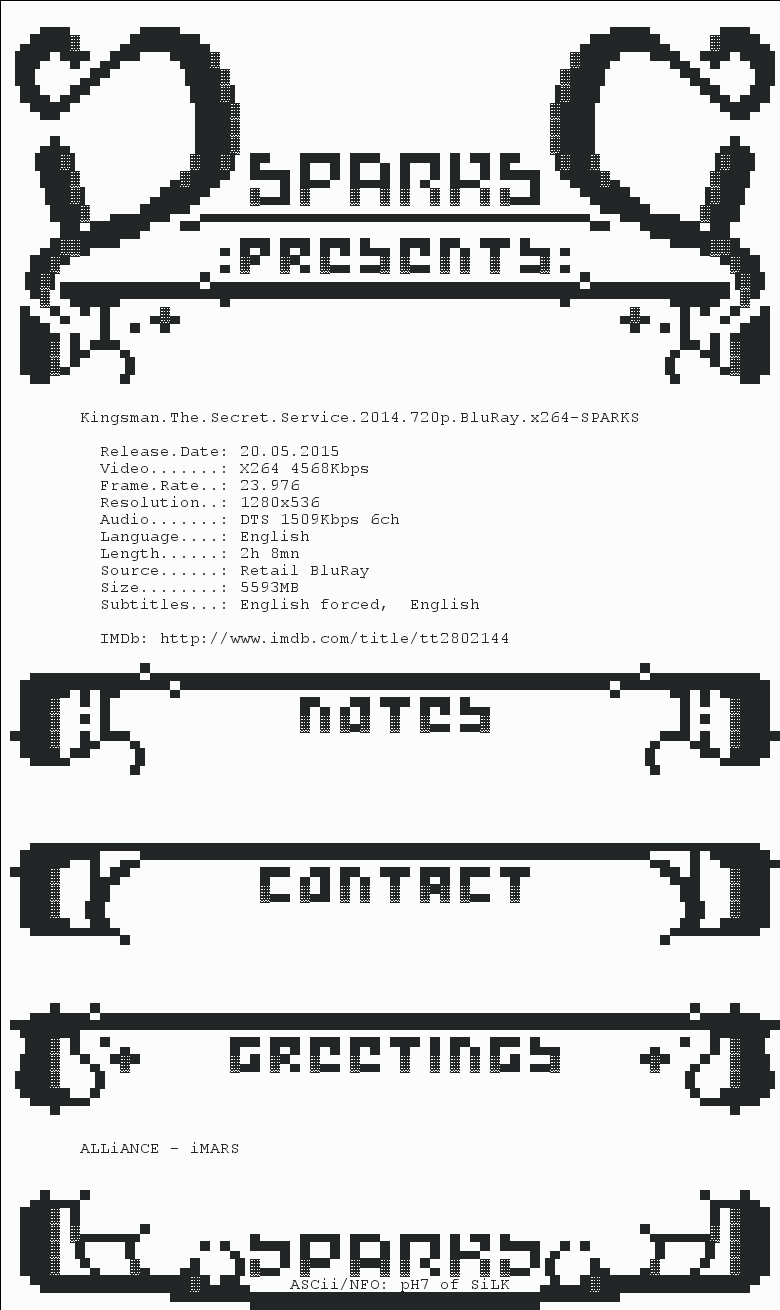 SPARKS
:PRESENTS:
Kingsman.The.Secret.Service.2014.720p.BluRay.x264-SPARKS
Release.Date: 20.05.2015
Video.......: X264 4568Kbps
Frame.Rate..: 23.976
Resolution..: 1280x536
Audio.......: DTS 1509Kbps 6ch
Language....: English
Length......: 2h 8mn
Source......: Retail BluRay
Size........: 5593MB
Subtitles...: English forced,  English
IMDb: http://www.imdb.com/title/tt2802144
NOTES
CONTACT
GREETINGS
ALLiANCE - iMARS
SPARKS
ASCii/NFO: pH7 of SiLK